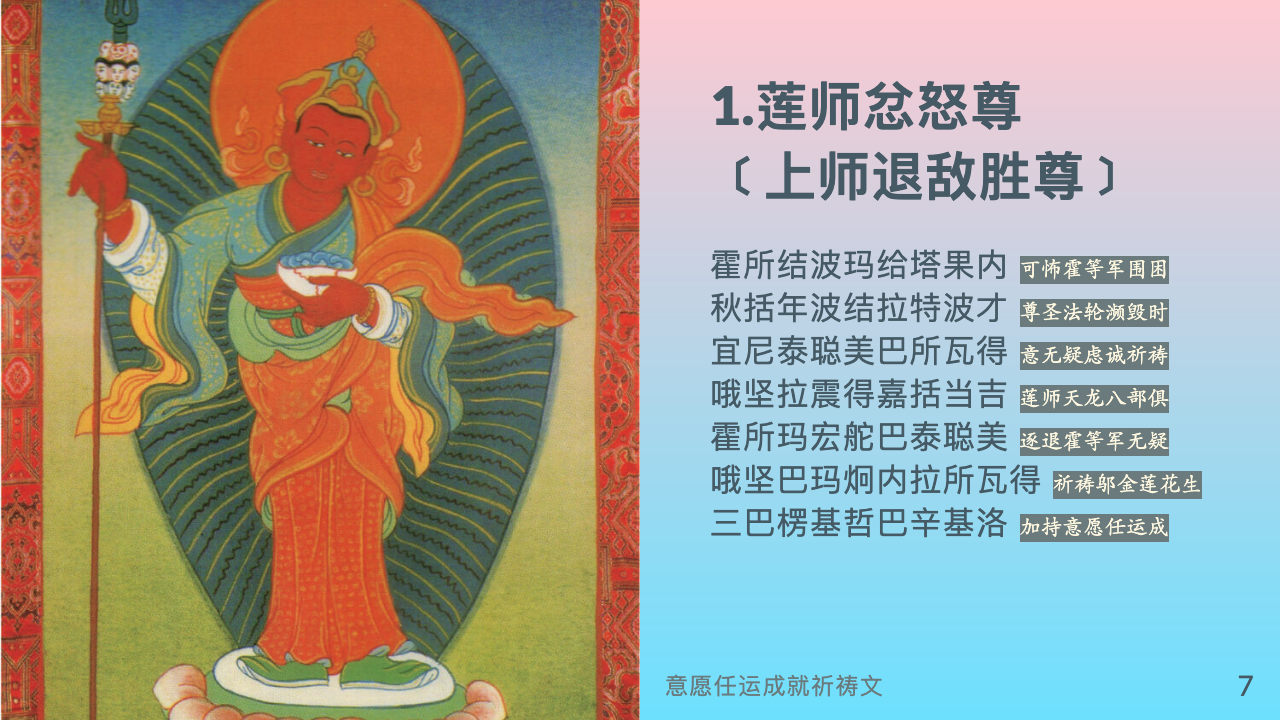 1.莲师忿怒尊
﹝上师退敌胜尊﹞
霍所结波玛给塔果内 可怖霍等军围困
秋括年波结拉特波才 尊圣法轮濒毁时
宜尼泰聪美巴所瓦得 意无疑虑诚祈祷
哦坚拉震得嘉括当吉 莲师天龙八部俱
霍所玛宏舵巴泰聪美 逐退霍等军无疑
哦坚巴玛炯内拉所瓦得 祈祷邬金莲花生
三巴楞基哲巴辛基洛 加持意愿任运成
意愿任运成就祈祷文 7